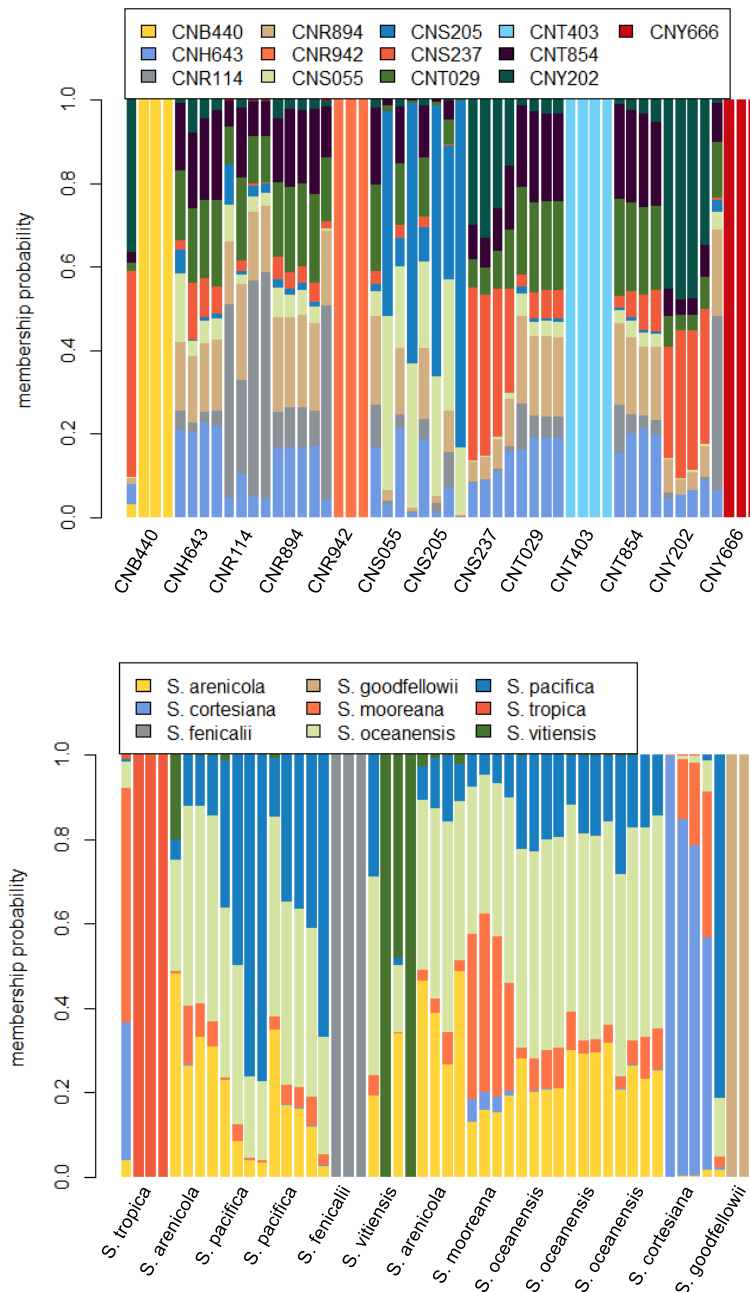 CNB440 CNR894 CNS205 CNT403 CNY666
CNH643 CNR942 CNS237 CNT854
CNR114 CNS055 CNT029 CNY202
membership probability
1.0
0.8
0.6
0.4
0.2
0.0
CNB440 CNH643 CNR114 CNR894 CNR942 CNS055 CNS205 CNS237 CNT029 CNT403 CNT854 CNY202 CNY666
S. arenicola S. goodfellowii S. pacifica
S. cortesiana S. mooreana S. tropica
S. fenicalii S. oceanensis S. vitiensis
membership probability
1.0
0.8
0.6
0.4
0.2
0.0
S. tropica S. arenicola S. pacifica S. pacifica S. fenicalii S. vitiensis S. arenicola S. mooreana S. oceanensis S. oceanensis S. oceanensis S. cortesiana S. goodfellowii